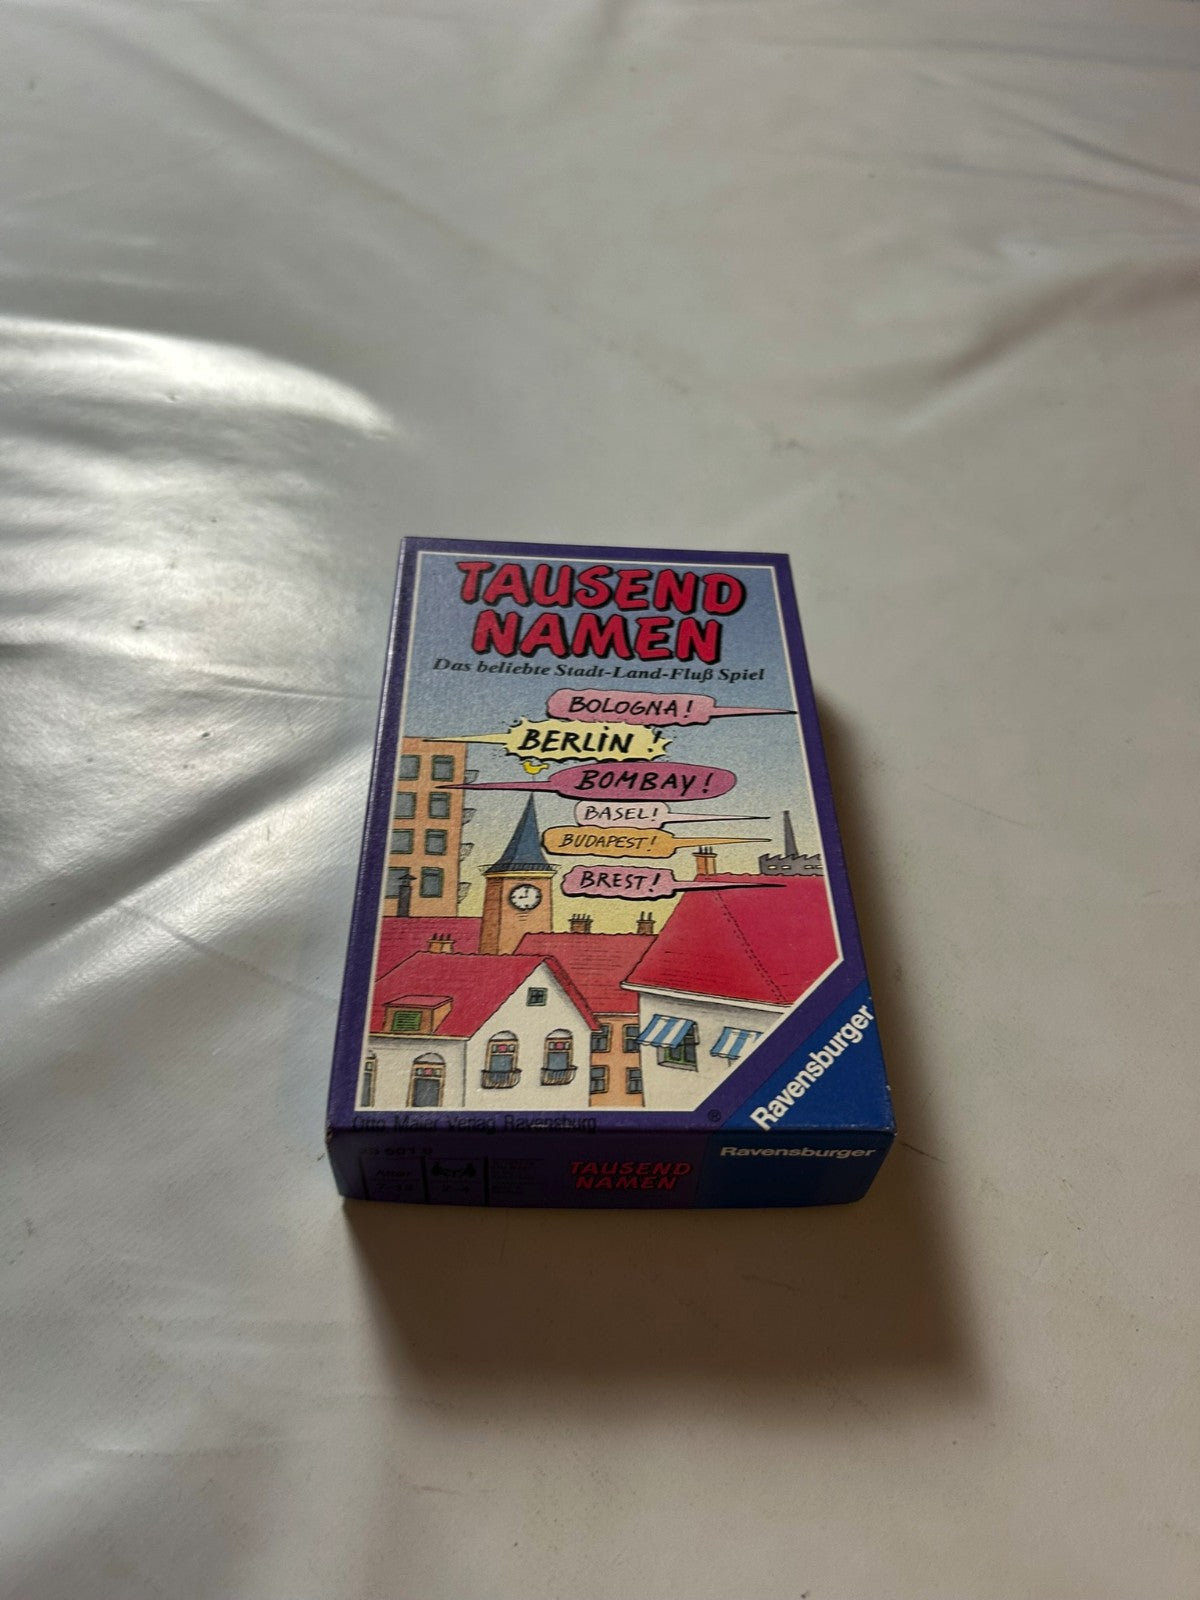 TAUSEND
NAMEN
Das beliebte Stadt-Land-Fluß Spiel
BOLOGNA!
BERLiN!
BOMBAY!
BASEL!
BUDAPEST!
BREST!
Ravensburger
®
Otto Maier Verlag Ravensburg
Alter
TAUSEND
NAMEN
Ravensburger